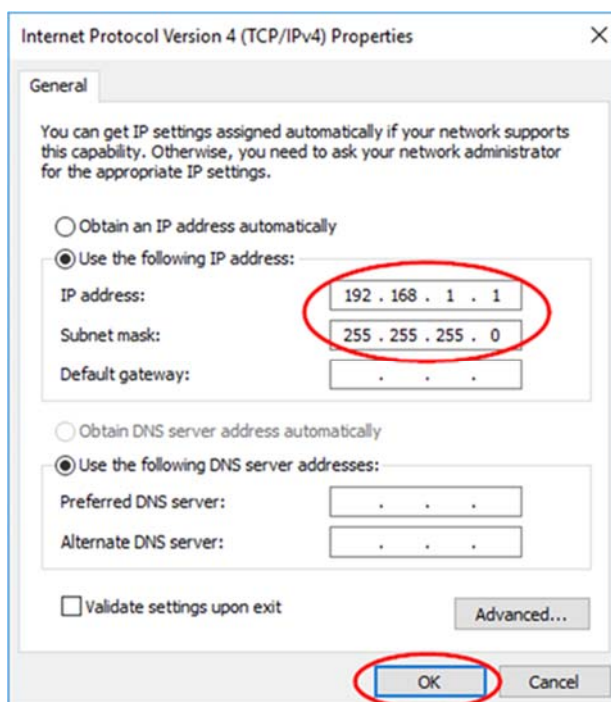 Internet Protocol Version 4 (TCP/IPv4) Properties
General
You can get IP settings assigned automatically if your network supports
this capability. Otherwise, you need to ask your network administrator
for the appropriate IP settings.
Obtain an IP address automatically
Use the following IP address:
IP address: 192 . 168 . 1 . 1
Subnet mask: 255 . 255 . 255 . 0
Default gateway: . . .
Obtain DNS server address automatically
Use the following DNS server addresses:
Preferred DNS server: . . .
Alternate DNS server: . . .
Validate settings upon exit
Advanced...
OK Cancel